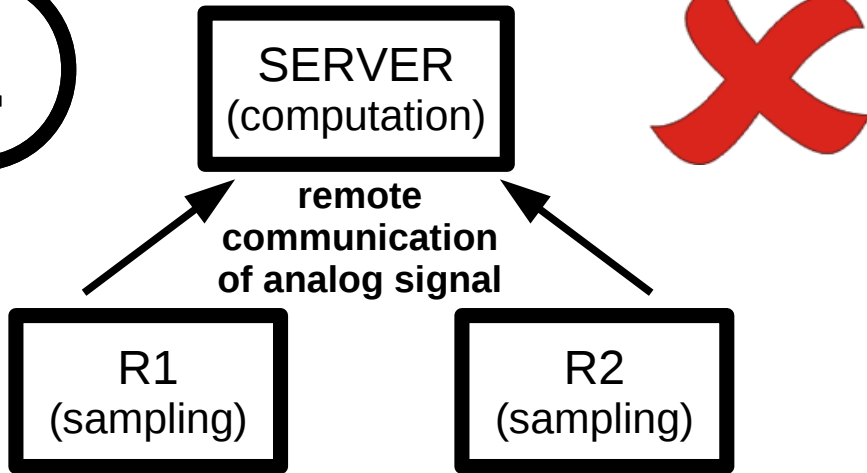 SERVER
(computation)
remote
communication
of analog signal
R1
(sampling)
R2
(sampling)